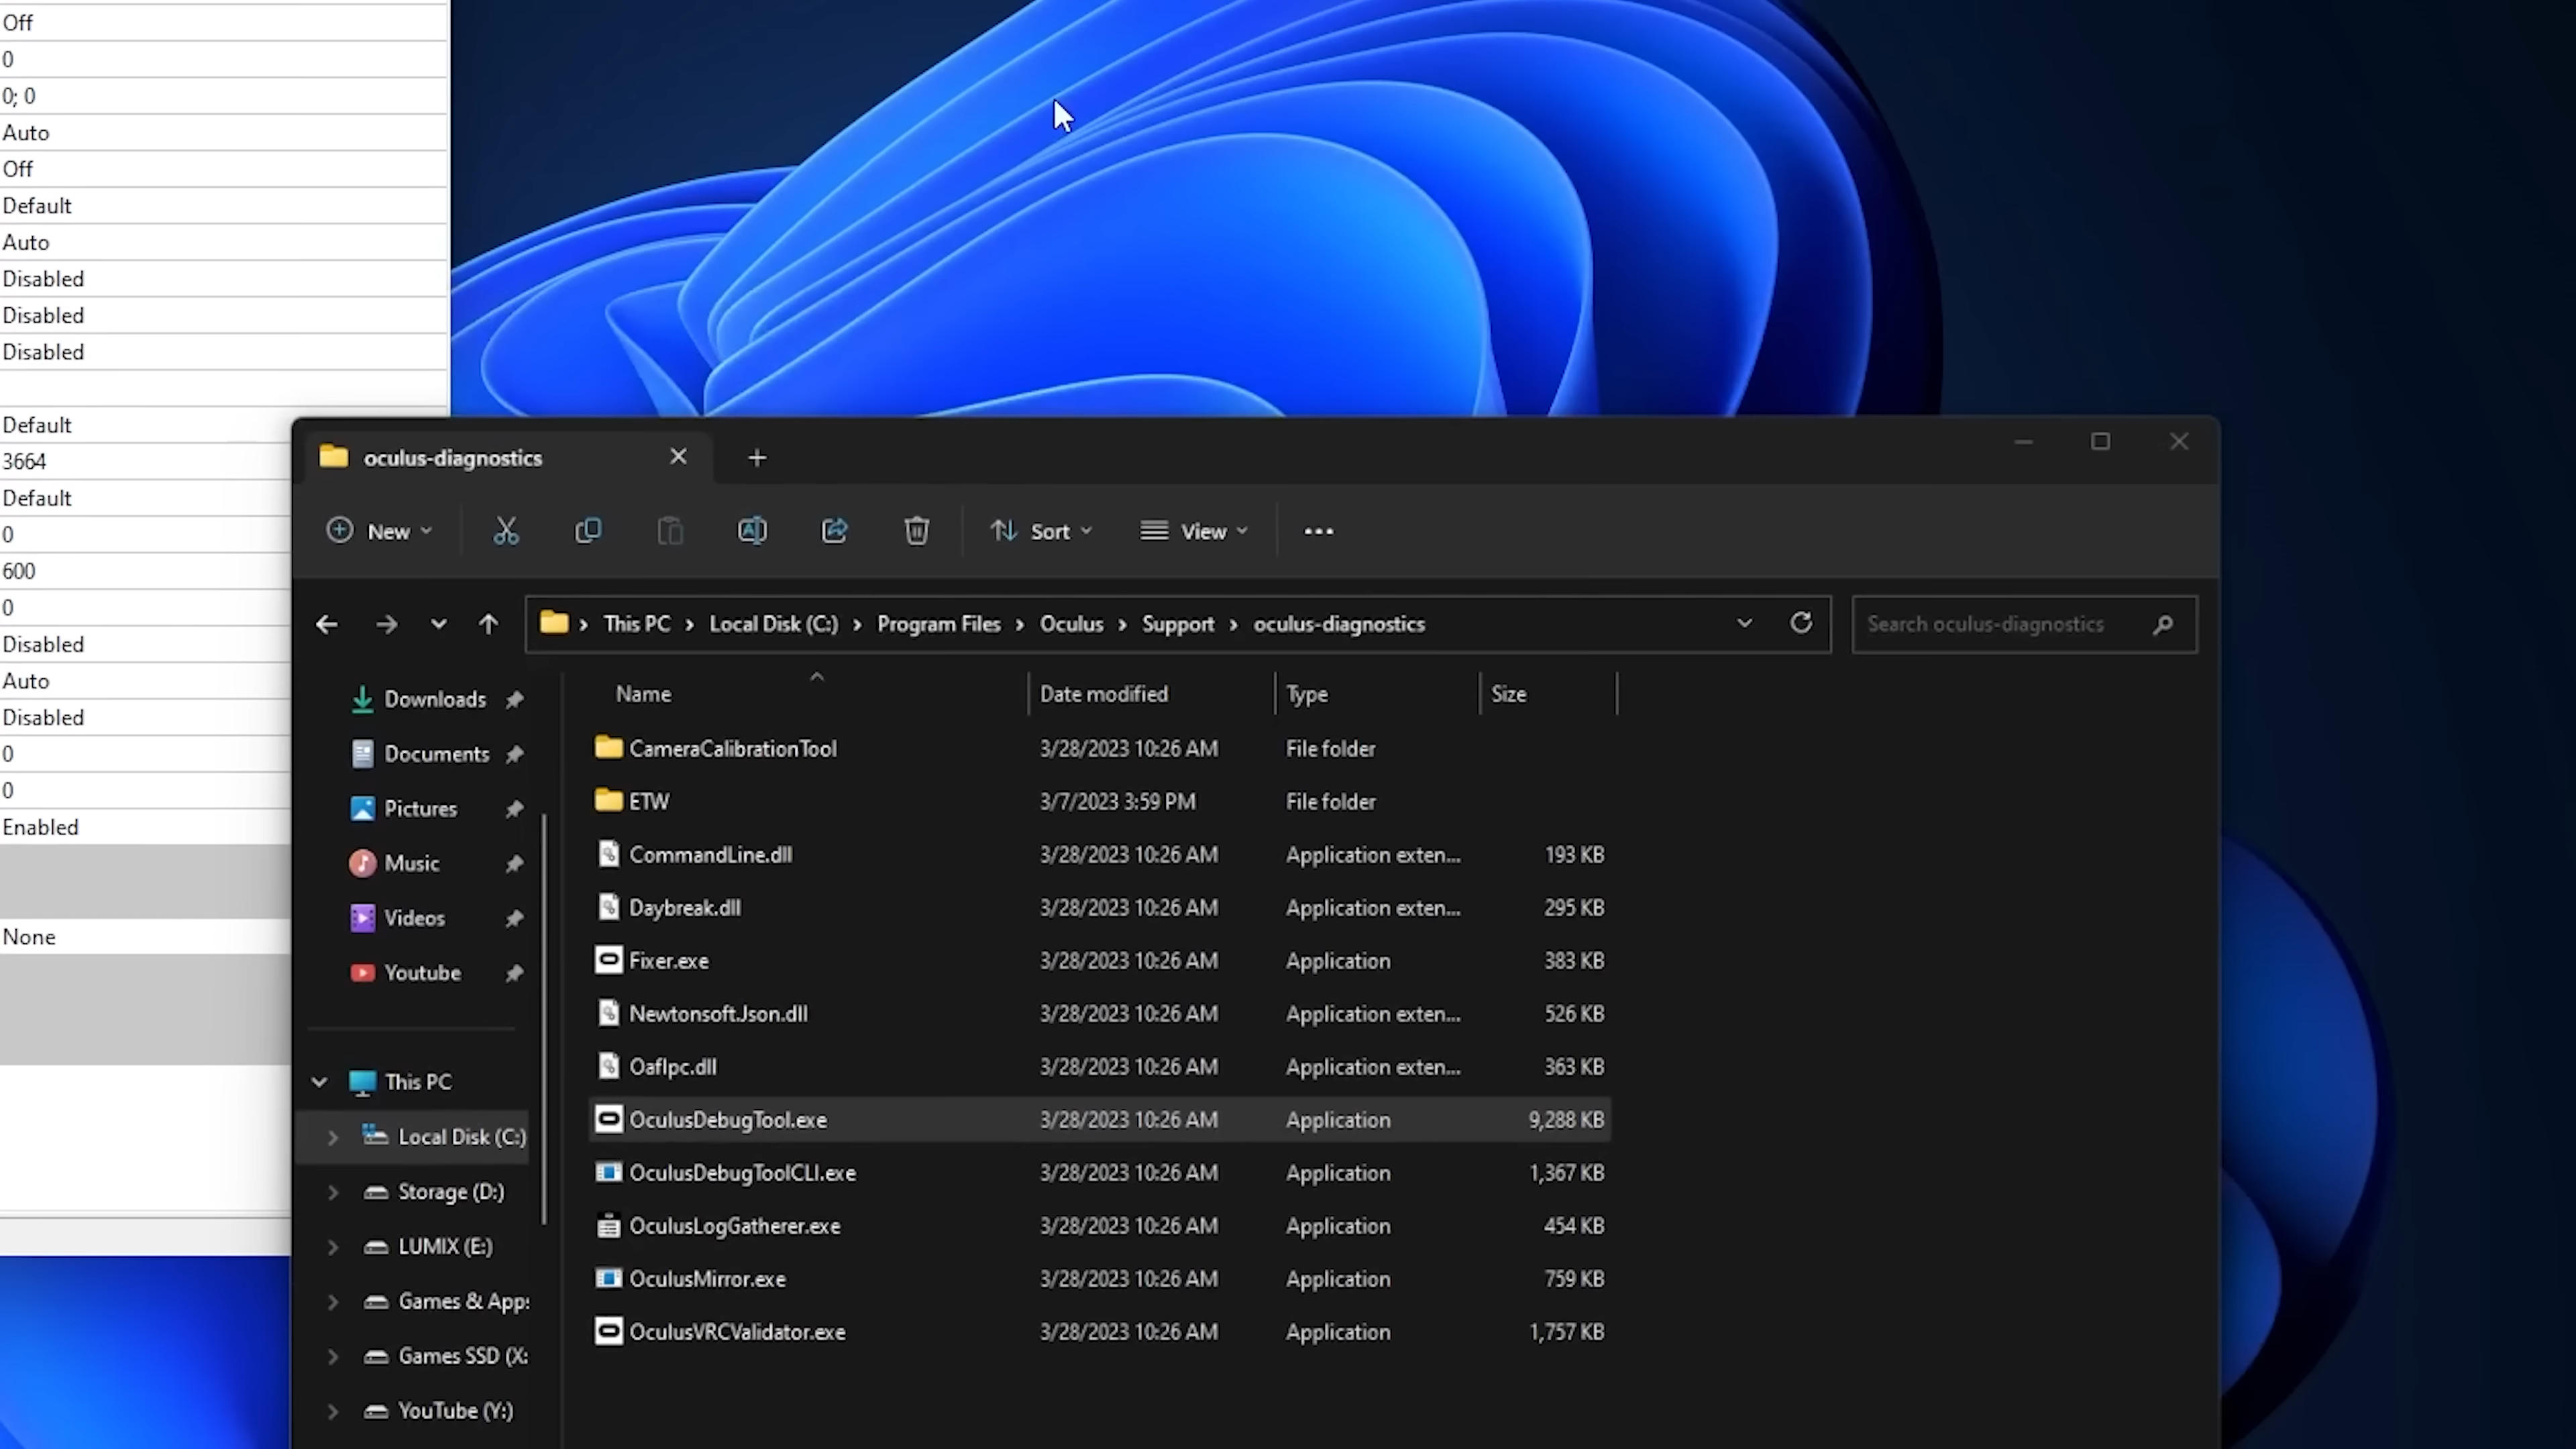 Off
0
0; 0
Auto
Off
Default
Auto
Disabled
Disabled
Disabled
Default
3664
Default
0
600
0
Disabled
Auto
Disabled
0
0
Enabled
None
oculus-diagnostics
New
Sort
View
This PC > Local Disk (C:) > Program Files > Oculus > Support > oculus-diagnostics
Search oculus-diagnostics
Downloads
Documents
Pictures
Music
Videos
Youtube
This PC
Local Disk (C:)
Storage (D:)
LUMIX (E:)
Games & Apps
Games SSD (X:
YouTube (Y:)
Name Date modified Type Size
CameraCalibrationTool 3/28/2023 10:26 AM File folder
ETW 3/7/2023 3:59 PM File folder
CommandLine.dll 3/28/2023 10:26 AM Application exten... 193 KB
Daybreak.dll 3/28/2023 10:26 AM Application exten... 295 KB
Fixer.exe 3/28/2023 10:26 AM Application 383 KB
Newtonsoft.Json.dll 3/28/2023 10:26 AM Application exten... 526 KB
OafIpc.dll 3/28/2023 10:26 AM Application exten... 363 KB
OculusDebugTool.exe 3/28/2023 10:26 AM Application 9,288 KB
OculusDebugToolCLI.exe 3/28/2023 10:26 AM Application 1,367 KB
OculusLogGatherer.exe 3/28/2023 10:26 AM Application 454 KB
OculusMirror.exe 3/28/2023 10:26 AM Application 759 KB
OculusVRCValidator.exe 3/28/2023 10:26 AM Application 1,757 KB